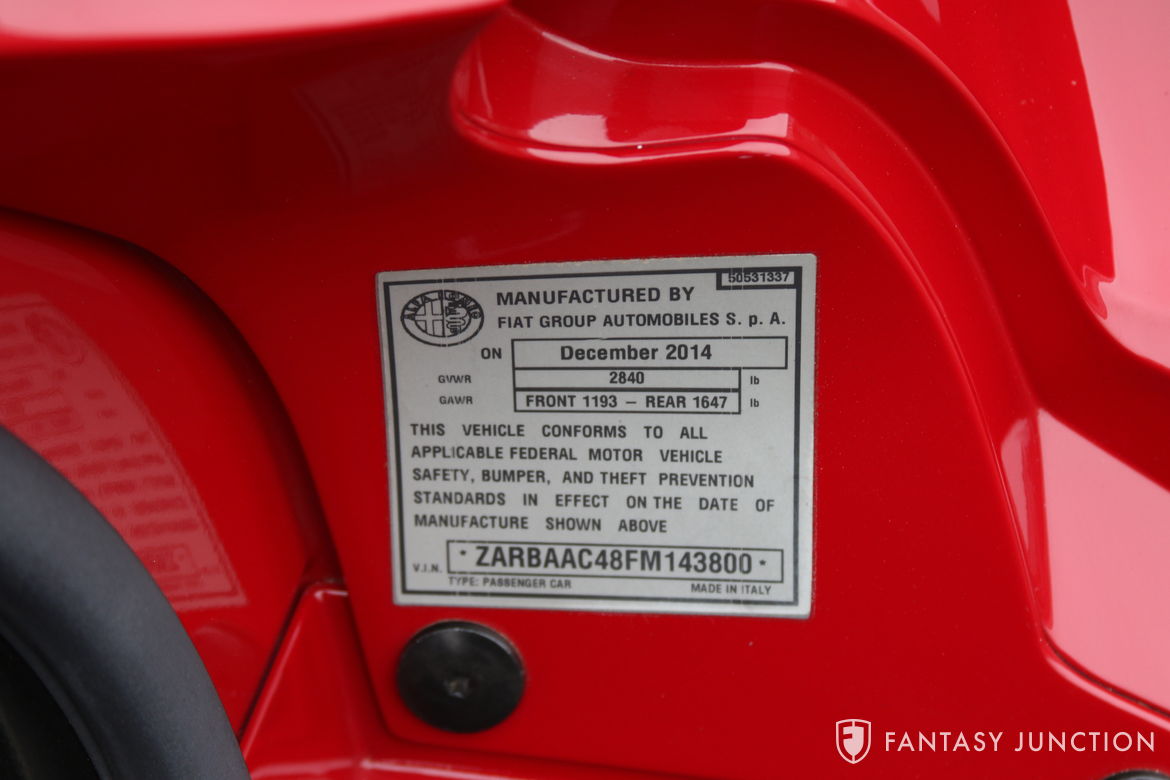 50531337
MANUFACTURED BY
FIAT GROUP AUTOMOBILES S. p. A.
ON December 2014
GVWR 2840 lb
GAWR FRONT 1193 – REAR 1647 lb
THIS VEHICLE CONFORMS TO ALL
APPLICABLE FEDERAL MOTOR VEHICLE
SAFETY, BUMPER, AND THEFT PREVENTION
STANDARDS IN EFFECT ON THE DATE OF
MANUFACTURE SHOWN ABOVE
V.I.N. * ZARBAAC48FM143800 *
TYPE: PASSENGER CAR MADE IN ITALY
FANTASY JUNCTION